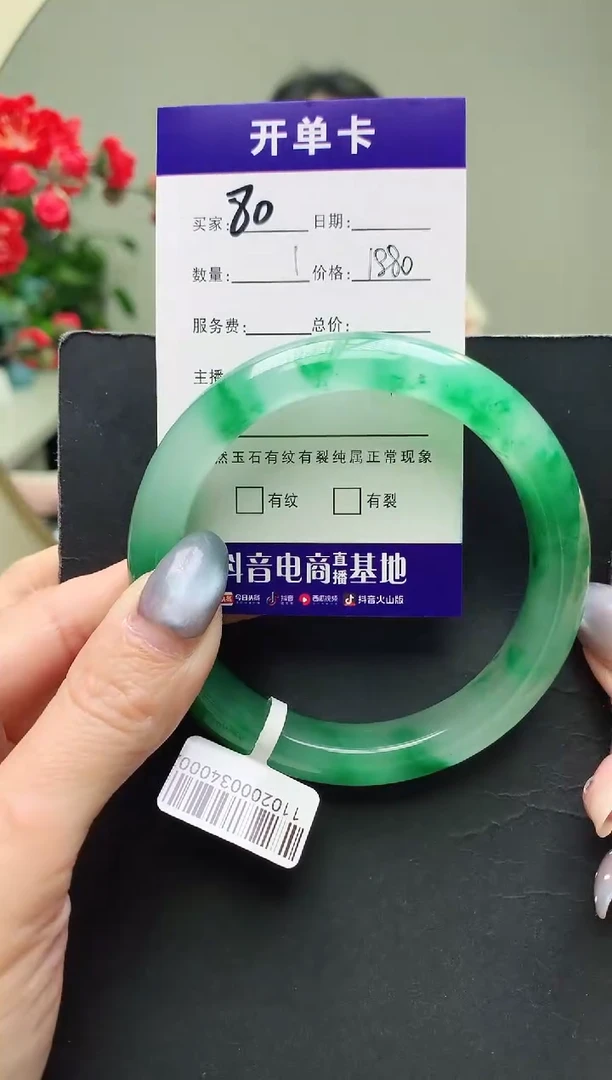 开单卡
买家:80 日期:
数量:1 价格:1880
服务费: 总价:
主播
然玉石有纹有裂纯属正常现象
有纹 有裂
抖音电商直播基地
今日头条 抖音 西瓜视频 抖音火山版
110200034000